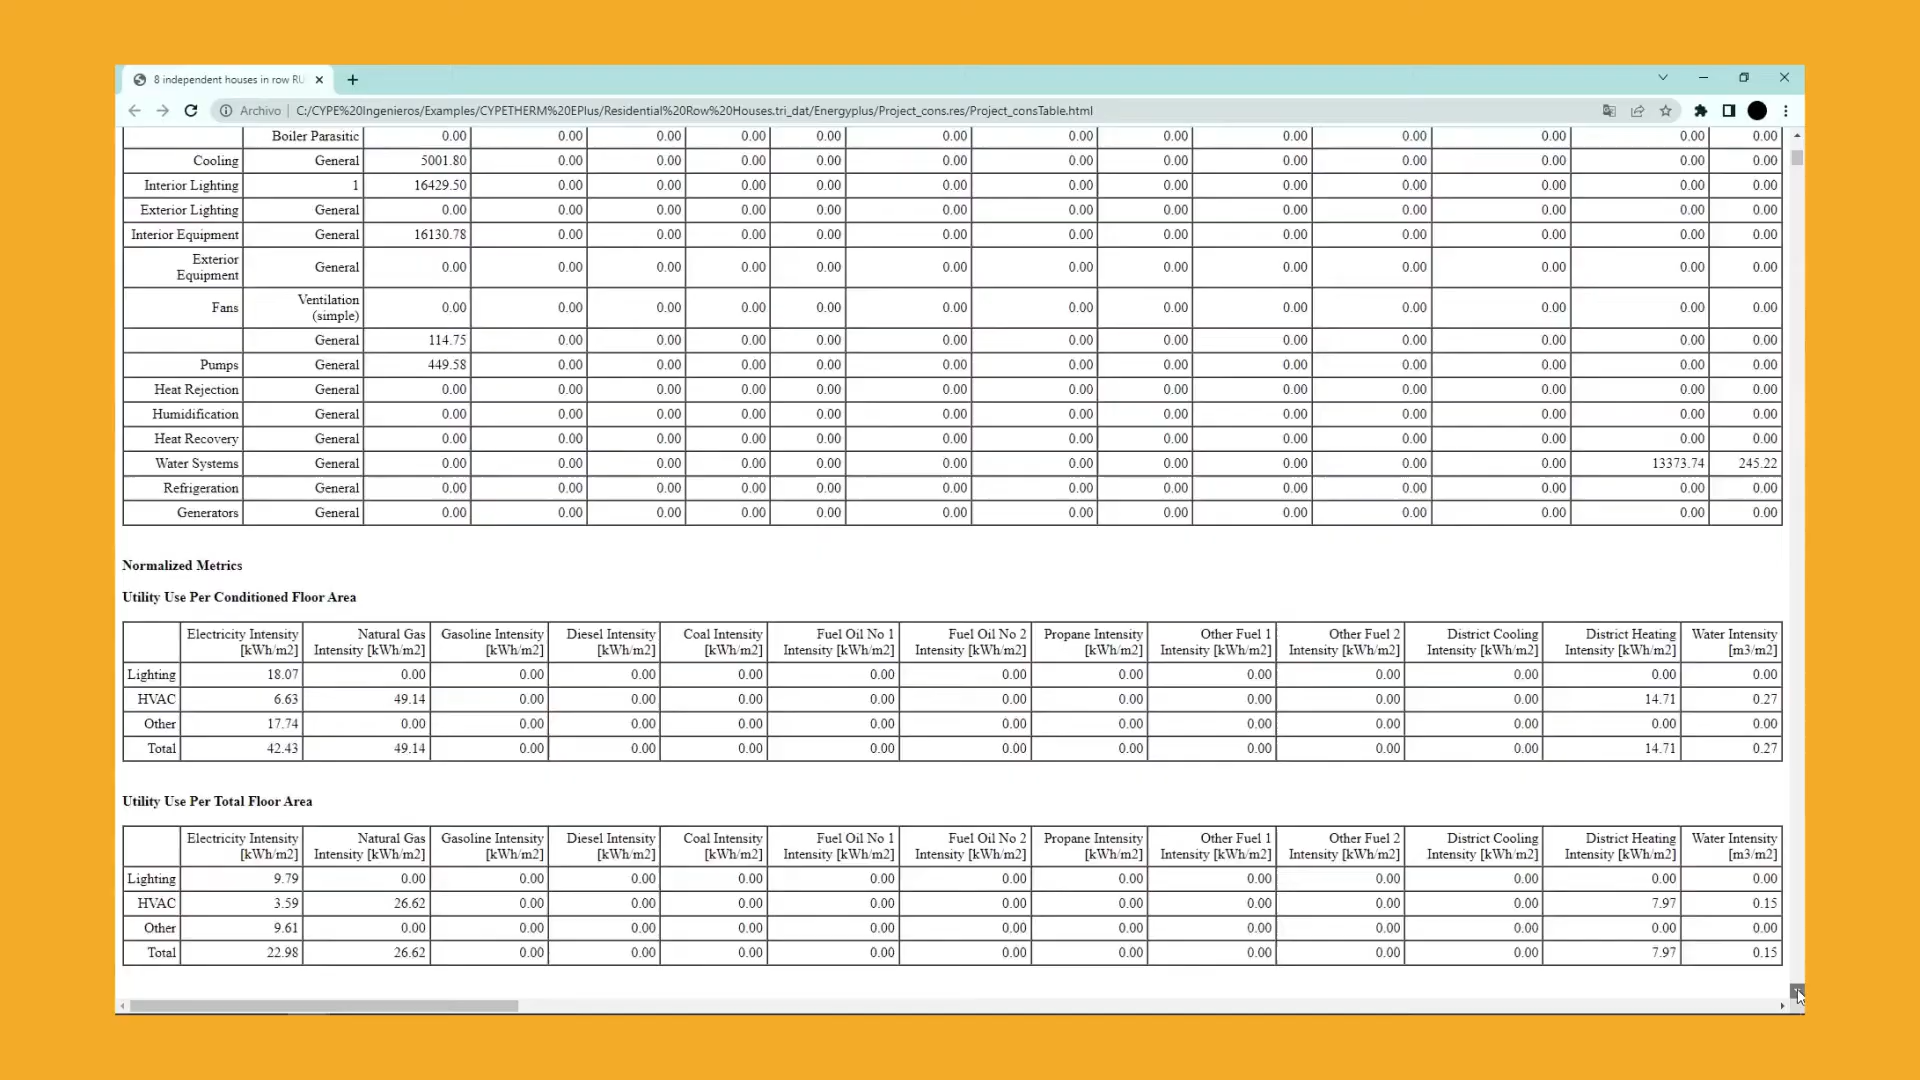 8 independent houses in row RU
Archivo
C:/CYPE%20Ingenieros/Examples/CYPETHERM%20EPlus/Residential%20Row%20Houses.tri_dat/Energyplus/Project_cons.res/Project_consTable.html
Boiler Parasitic 0.00 0.00 0.00 0.00 0.00 0.00 0.00 0.00 0.00 0.00 0.00 0.00 0.00
Cooling General 5001.80 0.00 0.00 0.00 0.00 0.00 0.00 0.00 0.00 0.00 0.00 0.00 0.00
Interior Lighting 1 16429.50 0.00 0.00 0.00 0.00 0.00 0.00 0.00 0.00 0.00 0.00 0.00 0.00
Exterior Lighting General 0.00 0.00 0.00 0.00 0.00 0.00 0.00 0.00 0.00 0.00 0.00 0.00 0.00
Interior Equipment General 16130.78 0.00 0.00 0.00 0.00 0.00 0.00 0.00 0.00 0.00 0.00 0.00 0.00
Exterior
Equipment General 0.00 0.00 0.00 0.00 0.00 0.00 0.00 0.00 0.00 0.00 0.00 0.00 0.00
Fans Ventilation
(simple) 0.00 0.00 0.00 0.00 0.00 0.00 0.00 0.00 0.00 0.00 0.00 0.00 0.00
General 114.75 0.00 0.00 0.00 0.00 0.00 0.00 0.00 0.00 0.00 0.00 0.00 0.00
Pumps General 449.58 0.00 0.00 0.00 0.00 0.00 0.00 0.00 0.00 0.00 0.00 0.00 0.00
Heat Rejection General 0.00 0.00 0.00 0.00 0.00 0.00 0.00 0.00 0.00 0.00 0.00 0.00 0.00
Humidification General 0.00 0.00 0.00 0.00 0.00 0.00 0.00 0.00 0.00 0.00 0.00 0.00 0.00
Heat Recovery General 0.00 0.00 0.00 0.00 0.00 0.00 0.00 0.00 0.00 0.00 0.00 0.00 0.00
Water Systems General 0.00 0.00 0.00 0.00 0.00 0.00 0.00 0.00 0.00 0.00 0.00 13373.74 245.22
Refrigeration General 0.00 0.00 0.00 0.00 0.00 0.00 0.00 0.00 0.00 0.00 0.00 0.00 0.00
Generators General 0.00 0.00 0.00 0.00 0.00 0.00 0.00 0.00 0.00 0.00 0.00 0.00 0.00
Normalized Metrics
Utility Use Per Conditioned Floor Area
Electricity Intensity Natural Gas Gasoline Intensity Diesel Intensity Coal Intensity Fuel Oil No 1 Fuel Oil No 2 Propane Intensity Other Fuel 1 Other Fuel 2 District Cooling District Heating Water Intensity
[kWh/m2] Intensity [kWh/m2] [kWh/m2] [kWh/m2] [kWh/m2] Intensity [kWh/m2] Intensity [kWh/m2] [kWh/m2] Intensity [kWh/m2] Intensity [kWh/m2] Intensity [kWh/m2] Intensity [kWh/m2] [m3/m2]
Lighting 18.07 0.00 0.00 0.00 0.00 0.00 0.00 0.00 0.00 0.00 0.00 0.00 0.00
HVAC 6.63 49.14 0.00 0.00 0.00 0.00 0.00 0.00 0.00 0.00 0.00 14.71 0.27
Other 17.74 0.00 0.00 0.00 0.00 0.00 0.00 0.00 0.00 0.00 0.00 0.00 0.00
Total 42.43 49.14 0.00 0.00 0.00 0.00 0.00 0.00 0.00 0.00 0.00 14.71 0.27
Utility Use Per Total Floor Area
Electricity Intensity Natural Gas Gasoline Intensity Diesel Intensity Coal Intensity Fuel Oil No 1 Fuel Oil No 2 Propane Intensity Other Fuel 1 Other Fuel 2 District Cooling District Heating Water Intensity
[kWh/m2] Intensity [kWh/m2] [kWh/m2] [kWh/m2] [kWh/m2] Intensity [kWh/m2] Intensity [kWh/m2] [kWh/m2] Intensity [kWh/m2] Intensity [kWh/m2] Intensity [kWh/m2] Intensity [kWh/m2] [m3/m2]
Lighting 9.79 0.00 0.00 0.00 0.00 0.00 0.00 0.00 0.00 0.00 0.00 0.00 0.00
HVAC 3.59 26.62 0.00 0.00 0.00 0.00 0.00 0.00 0.00 0.00 0.00 7.97 0.15
Other 9.61 0.00 0.00 0.00 0.00 0.00 0.00 0.00 0.00 0.00 0.00 0.00 0.00
Total 22.98 26.62 0.00 0.00 0.00 0.00 0.00 0.00 0.00 0.00 0.00 7.97 0.15